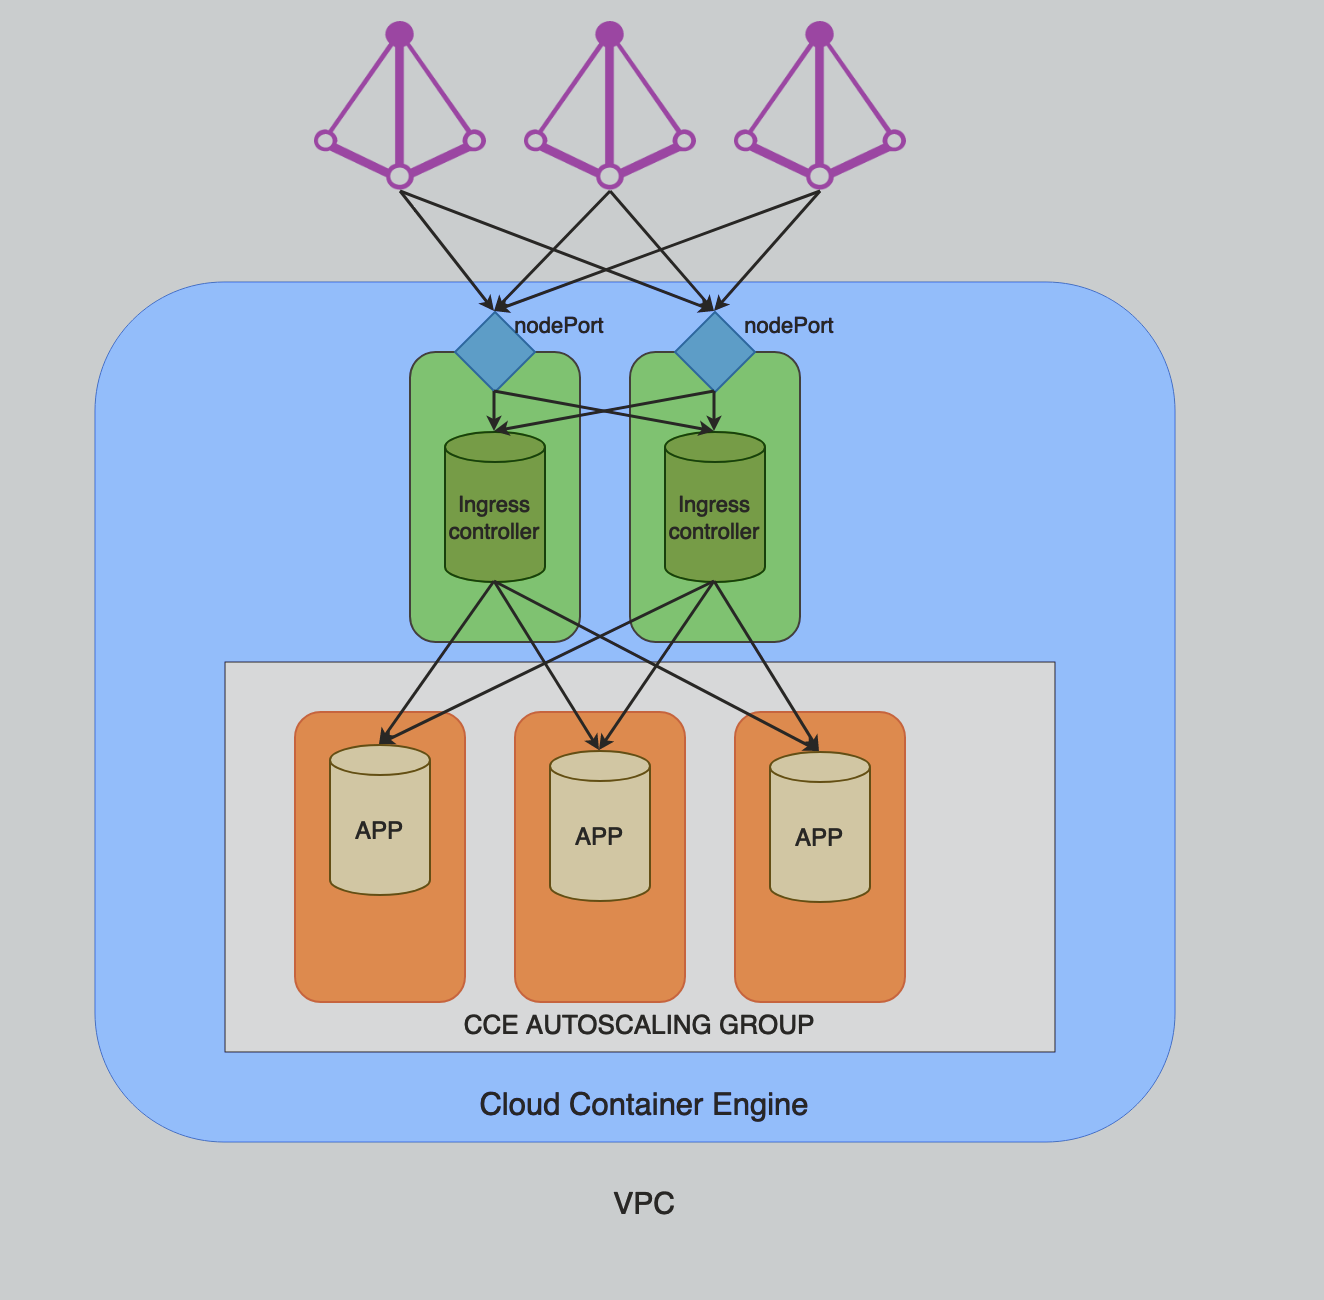 nodePort
nodePort
Ingress
controller
Ingress
controller
APP
APP
APP
CCE AUTOSCALING GROUP
Cloud Container Engine
VPC